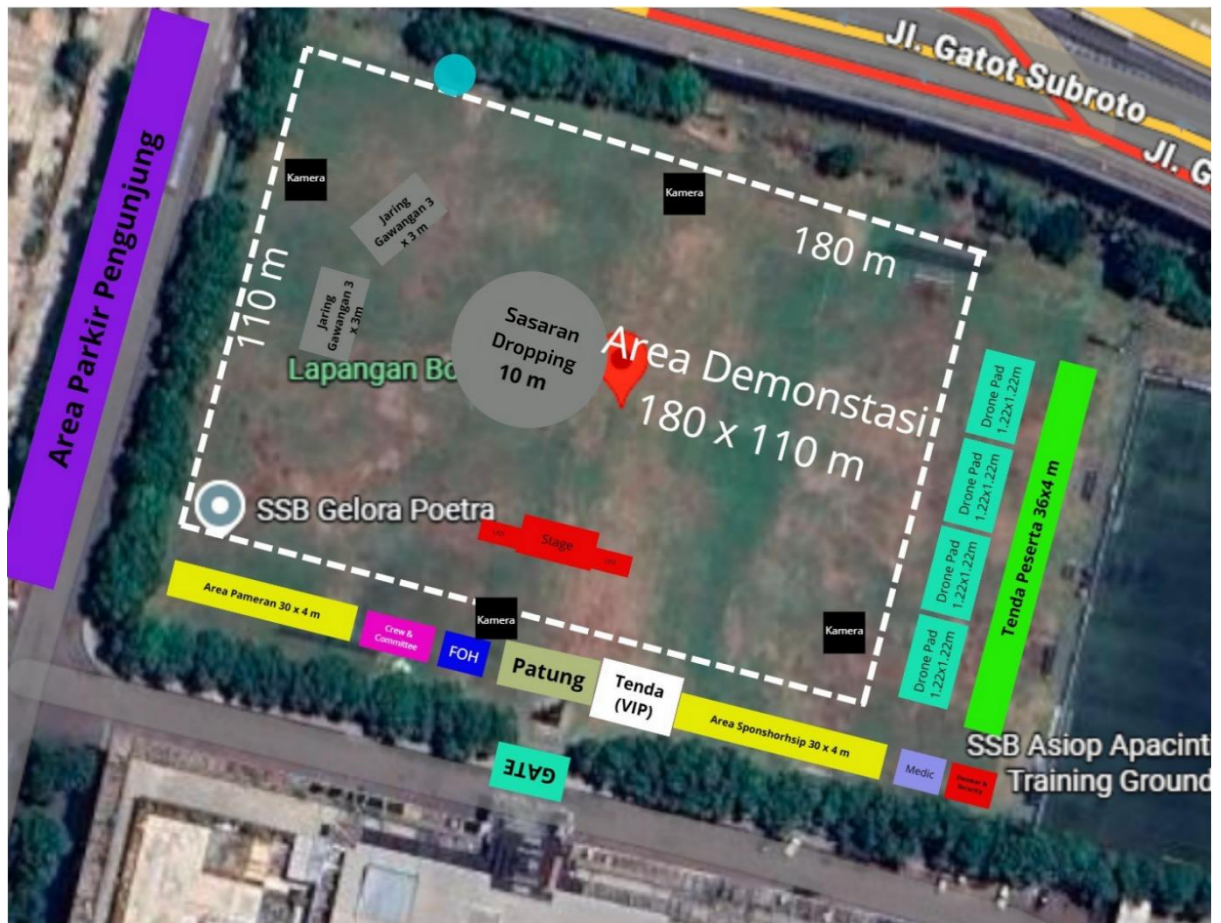 Jl. Gatot Subroto
Jl. G
Area Parkir Pengunjung
Kamera
Kamera
Jaring
Gawangan 3
x 3 m
Jaring
Gawangan 3
x 3m
110 m
180 m
Sasaran
Dropping
10 m
Lapangan Bo
Area Demonstasi
180 x 110 m
Drone Pad
1.22x1.22m
Drone Pad
1.22x1.22m
Drone Pad
1.22x1.22m
Drone Pad
1.22x1.22m
Tenda Peserta 36x4 m
SSB Gelora Poetra
Stage
Area Pameran 30 x 4 m
Crew &
Committee
FOH
Kamera
Kamera
Patung
Tenda
(VIP)
Area Sponshorhsip 30 x 4 m
Medic
Security
GATE
SSB Asiop Apacint
Training Ground